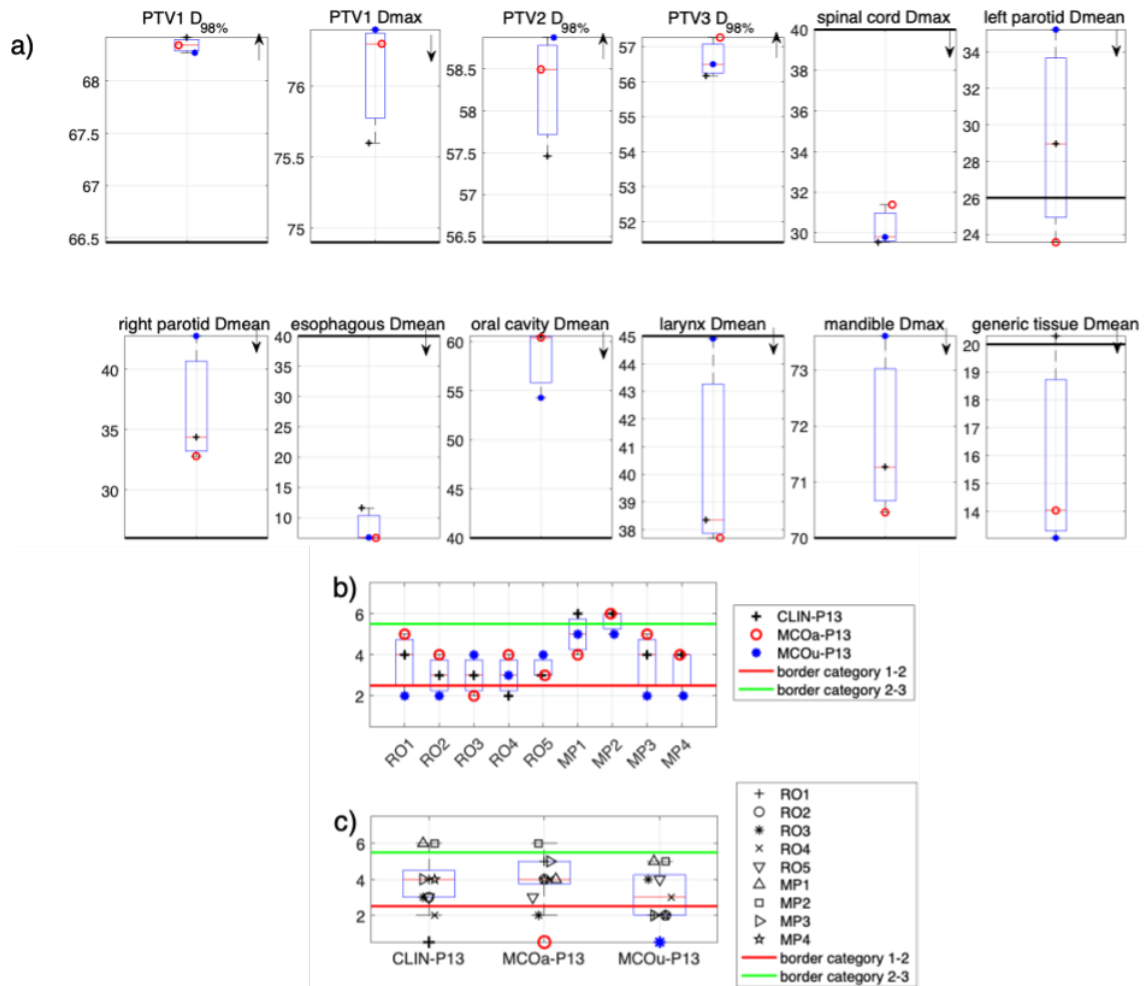 a)
PTV1 D98%
68
67.5
67
66.5
PTV1 Dmax
76
75.5
75
PTV2 D98%
58.5
58
57.5
57
56.5
PTV3 D98%
57
56
55
54
53
52
spinal cord Dmax
40
38
36
34
32
30
left parotid Dmean
34
32
30
28
26
24
right parotid Dmean
40
35
30
esophagous Dmean
40
35
30
25
20
15
10
oral cavity Dmean
60
55
50
45
40
larynx Dmean
45
44
43
42
41
40
39
38
mandible Dmax
73
72
71
70
generic tissue Dmean
20
19
18
17
16
15
14
b)
6
4
2
RO1 RO2 RO3 RO4 RO5 MP1 MP2 MP3 MP4
CLIN-P13
MCOa-P13
MCOu-P13
border category 1-2
border category 2-3
c)
6
4
2
CLIN-P13 MCOa-P13 MCOu-P13
RO1
RO2
RO3
RO4
RO5
MP1
MP2
MP3
MP4
border category 1-2
border category 2-3